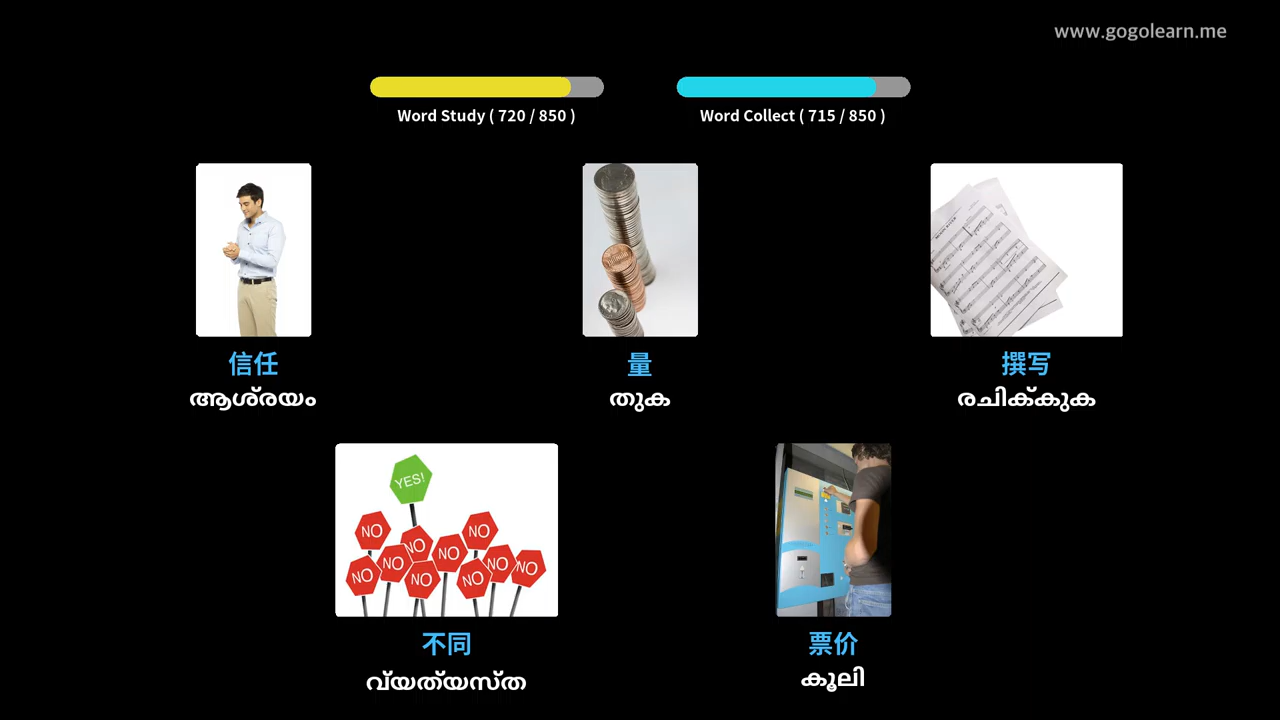 www.gogolearn.me
Word Study ( 720 / 850 )
Word Collect ( 715 / 850 )
信任
ആശ്രയം
量
തുക
撰写
രചിക്കുക
YES!
NO
NO
NO
NO
NO
NO
NO
NO
NO
NO
不同
വ്യത്യസ്ത
票价
കൂലി